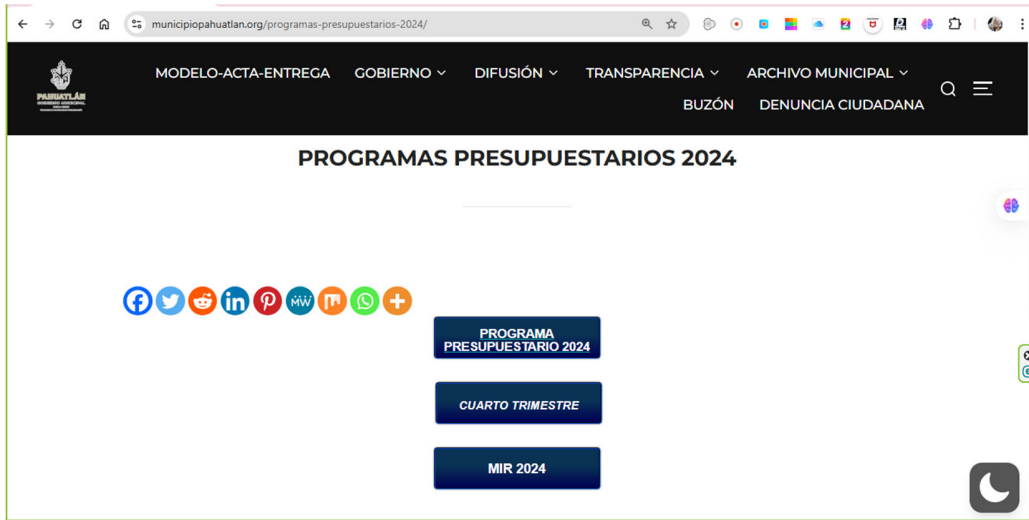 municipiopahuatlan.org/programas-presupuestarios-2024/
PAHUATLÁN
MODELO-ACTA-ENTREGA GOBIERNO DIFUSIÓN TRANSPARENCIA ARCHIVO MUNICIPAL
BUZÓN DENUNCIA CIUDADANA
PROGRAMAS PRESUPUESTARIOS 2024
PROGRAMA
PRESUPUESTARIO 2024
CUARTO TRIMESTRE
MIR 2024